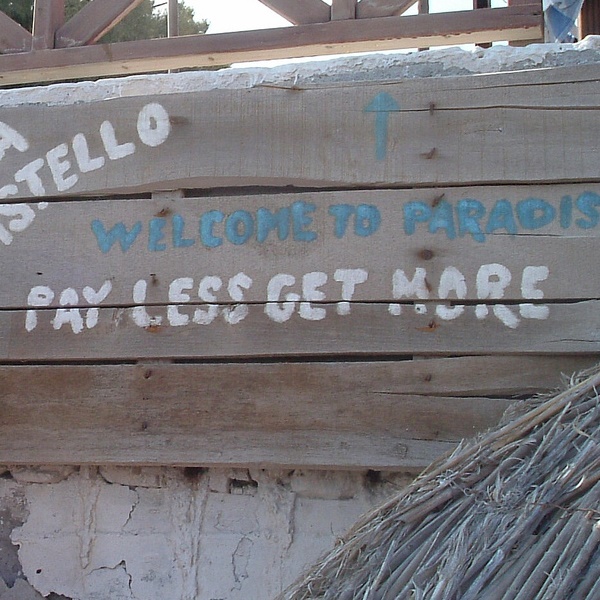 A
STELLO
WELCOME TO PARADIS
PAY LESS GET MORE